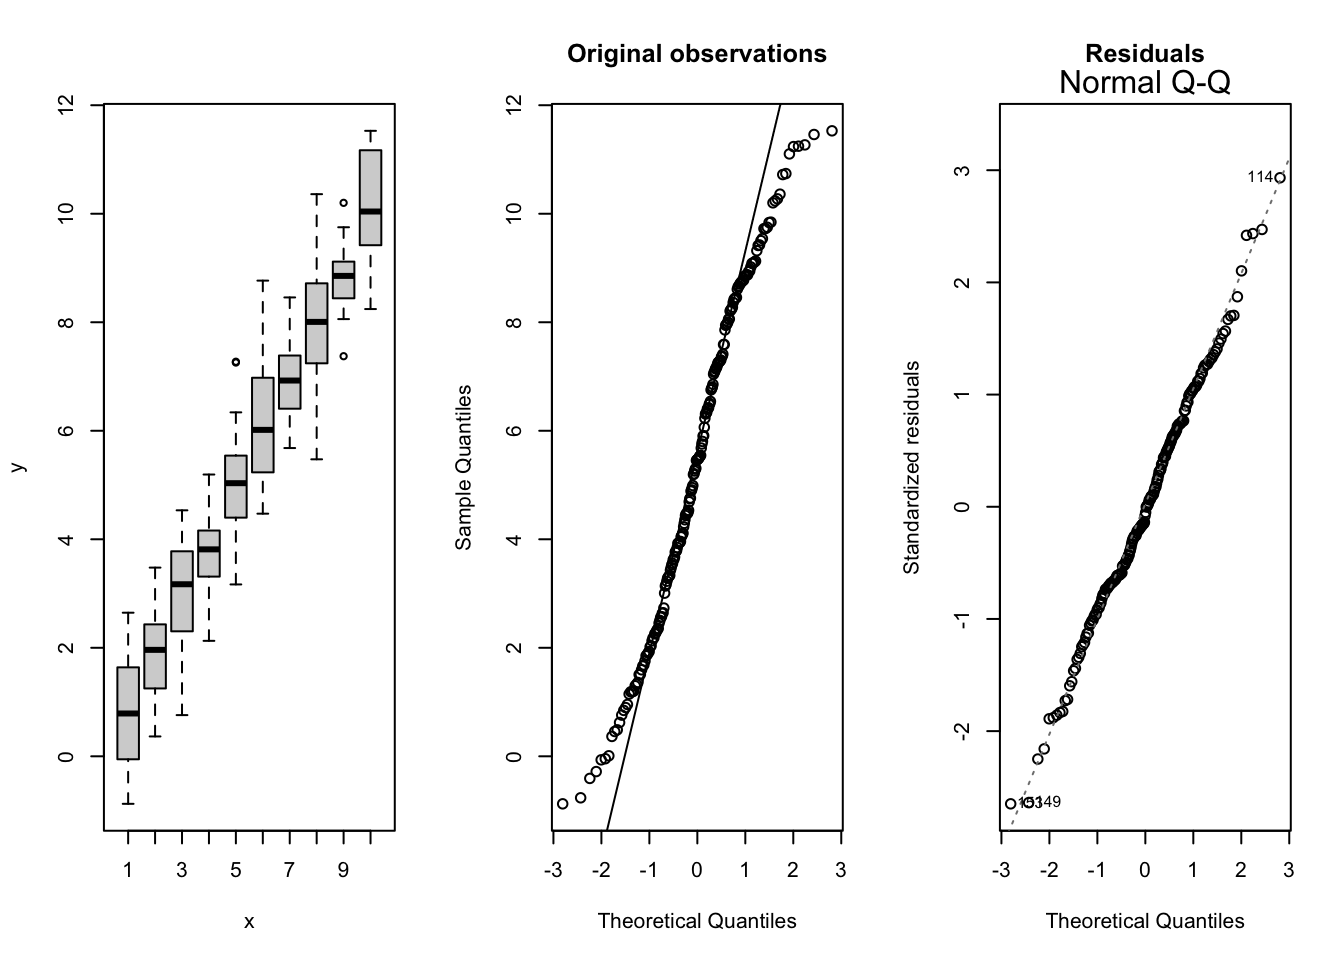 Original observations
Residuals
Normal Q-Q
y
0
2
4
6
8
10
12
1 3 5 7 9
x
Sample Quantiles
0
2
4
6
8
10
12
-3 -2 -1 0 1 2 3
Theoretical Quantiles
Standardized residuals
-2
-1
0
1
2
3
114
149
-3 -2 -1 0 1 2 3
Theoretical Quantiles